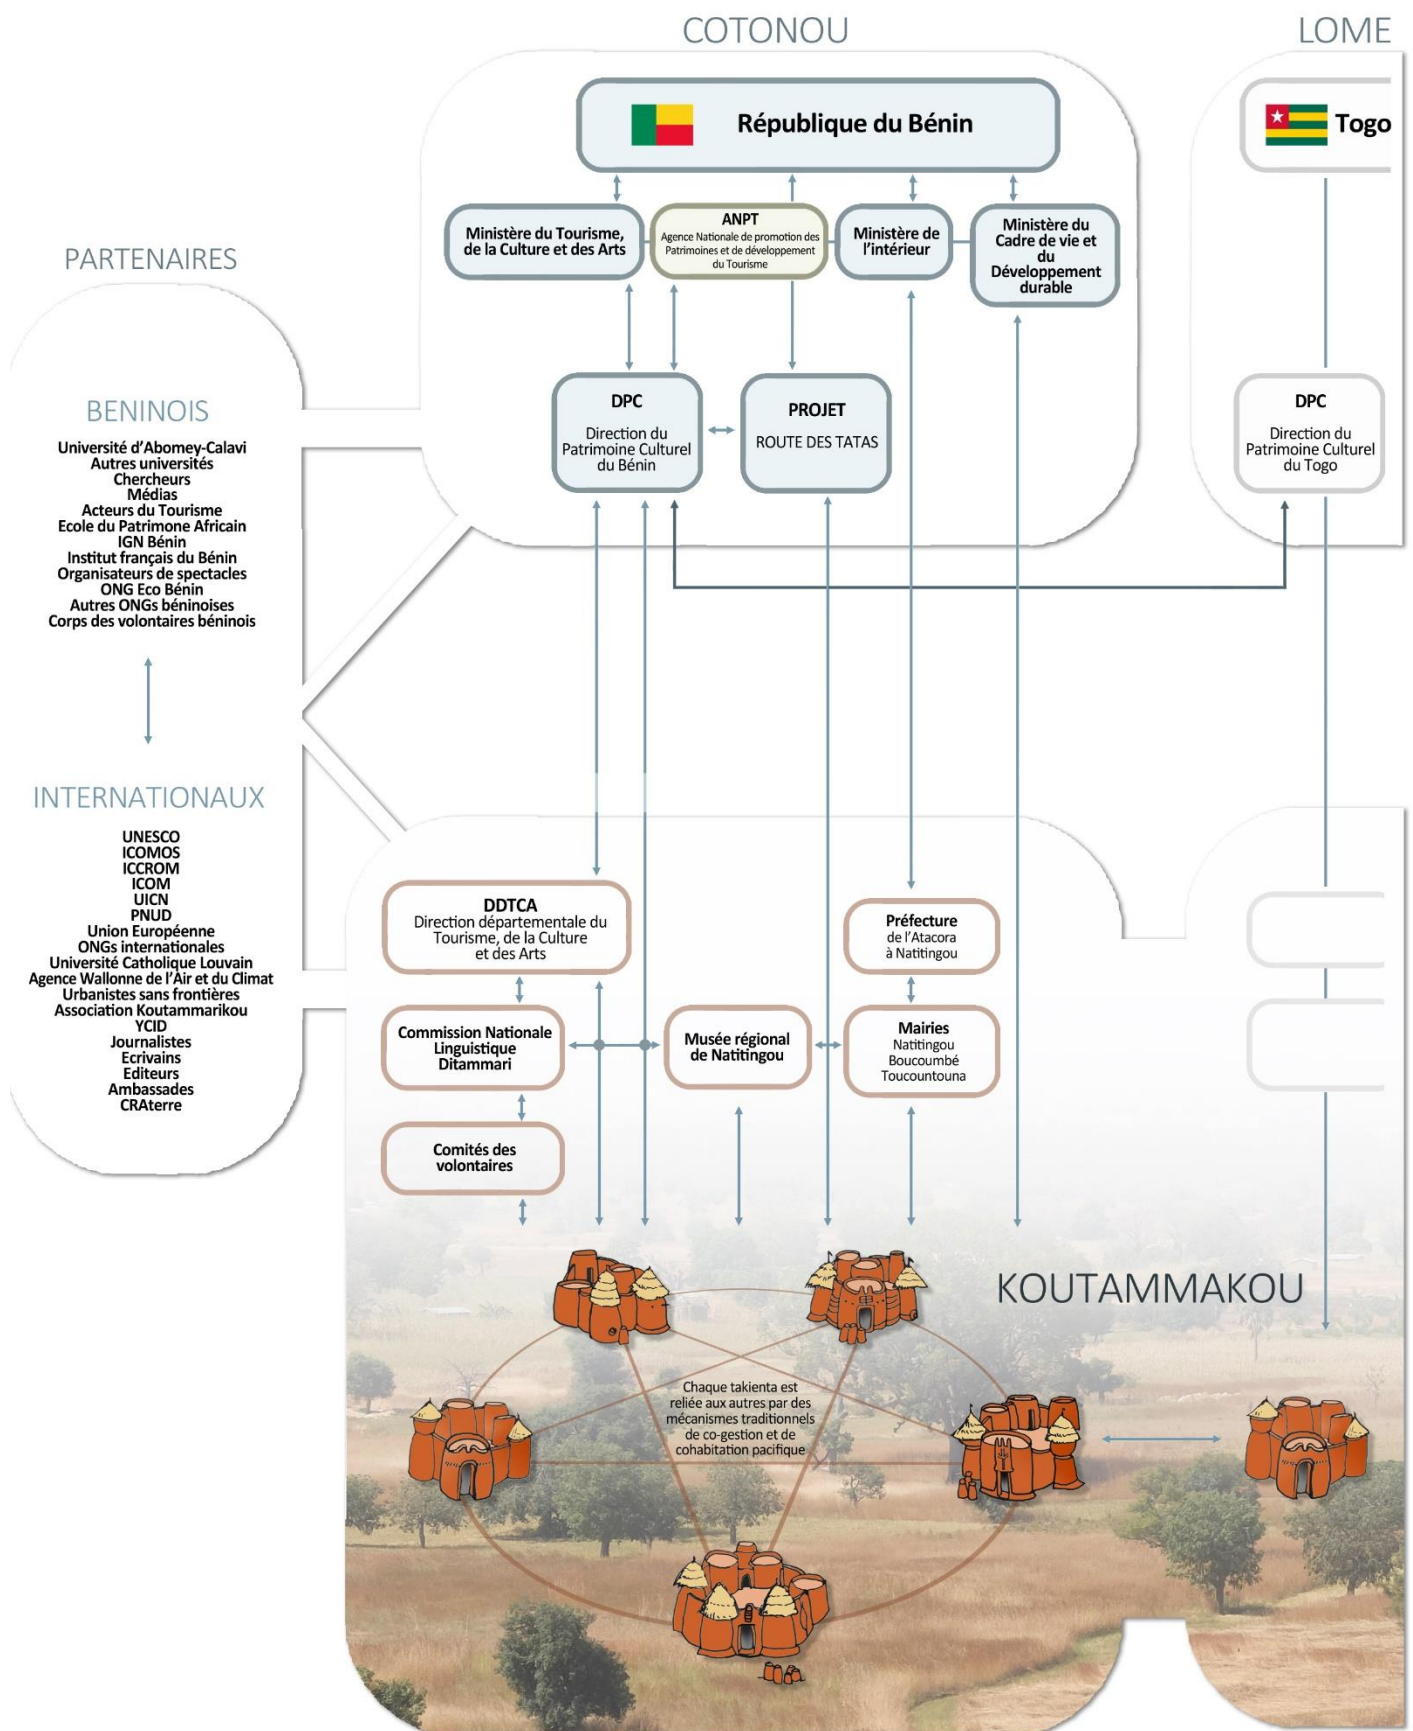 COTONOU
LOME
République du Bénin
Togo
Ministère du Tourisme,
de la Culture et des Arts
ANPT
Agence Nationale de promotion des
Patrimoines et de développement
du Tourisme
Ministère de
l'intérieur
Ministère du
Cadre de vie et
du
Développement
durable
PARTENAIRES
BENINOIS
Université d'Abomey-Calavi
Autres universités
Chercheurs
Médias
Acteurs du Tourisme
Ecole du Patrimone Africain
IGN Bénin
Institut français du Bénin
Organisateurs de spectacles
ONG Eco Bénin
Autres ONGs béninoises
Corps des volontaires béninois
DPC
Direction du
Patrimoine Culturel
du Bénin
PROJET
ROUTE DES TATAS
DPC
Direction du
Patrimoine Culturel
du Togo
INTERNATIONAUX
UNESCO
ICOMOS
ICCROM
ICOM
UICN
PNUD
Union Européenne
ONGs internationales
Université Catholique Louvain
Agence Wallonne de l'Air et du Climat
Urbanistes sans frontières
Association Koutammarikou
YCID
Journalistes
Ecrivains
Editeurs
Ambassades
CRAterre
DDTCA
Direction départementale du
Tourisme, de la Culture
et des Arts
Préfecture
de l'Atacora
à Natitingou
Commission Nationale
Linguistique
Ditammari
Musée régional
de Natitingou
Mairies
Natitingou
Boucoumbé
Toucountouna
Comités des
volontaires
KOUTAMMAKOU
Chaque takienta est
reliée aux autres par des
mécanismes traditionnels
de co-gestion et de
cohabitation pacifique